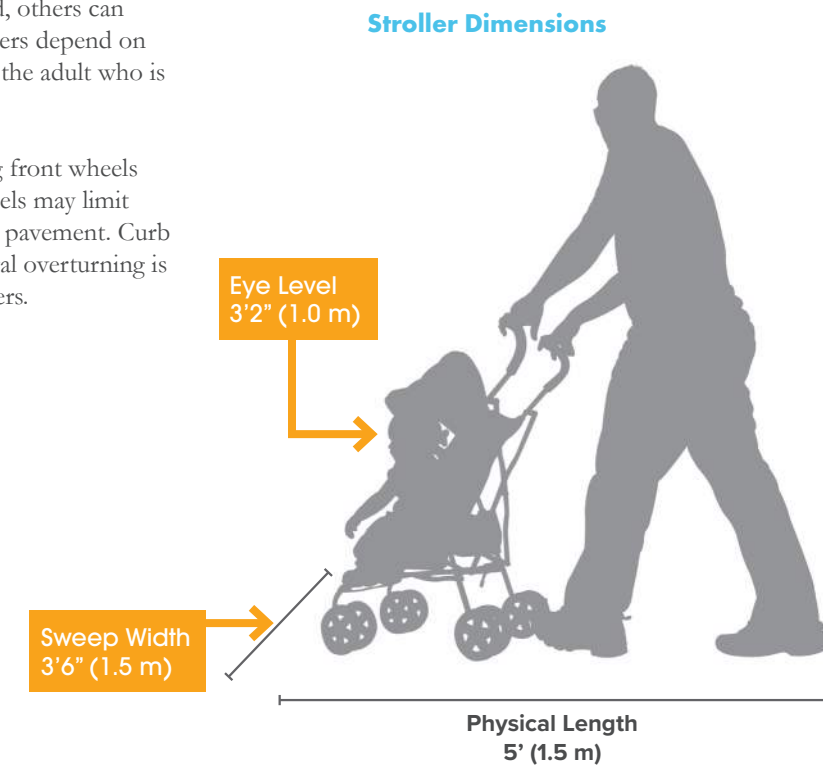 d, others can
ers depend on
the adult who is
g front wheels
els may limit
pavement. Curb
al overturning is
ers.
Stroller Dimensions
Eye Level
3’2” (1.0 m)
Sweep Width
3’6” (1.5 m)
Physical Length
5’ (1.5 m)